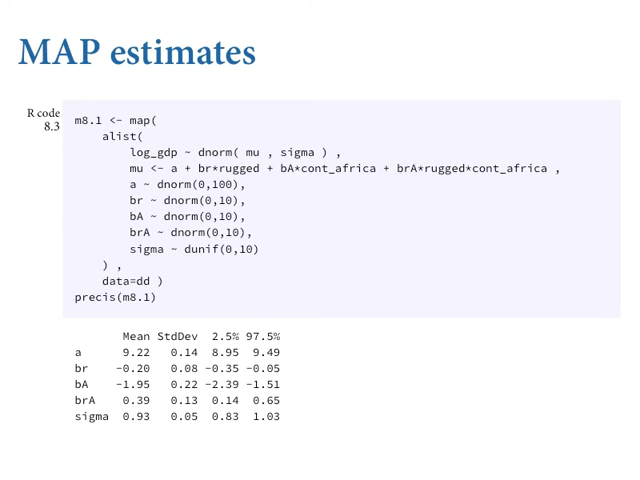 MAP estimates
R code
8.3
m8.1 <- map(
alist(
log_gdp ~ dnorm( mu , sigma ) ,
mu <- a + br*rugged + bA*cont_africa + brA*rugged*cont_africa ,
a ~ dnorm(0,100),
br ~ dnorm(0,10),
bA ~ dnorm(0,10),
brA ~ dnorm(0,10),
sigma ~ dunif(0,10)
) ,
data=dd )
precis(m8.1)
Mean StdDev 2.5% 97.5%
a 9.22 0.14 8.95 9.49
br −0.20 0.08 −0.35 −0.05
bA −1.95 0.22 −2.39 −1.51
brA 0.39 0.13 0.14 0.65
sigma 0.93 0.05 0.83 1.03